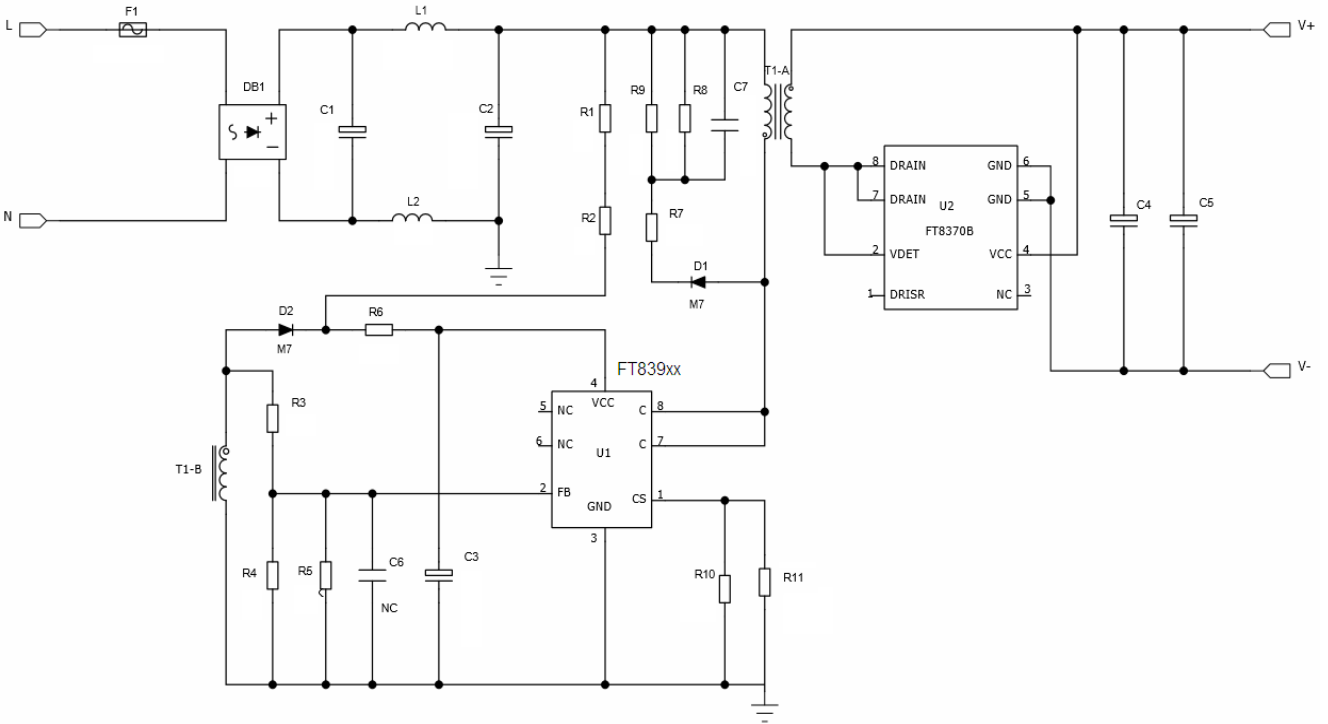 F1
L1
L
V+
T1-A
DB1
C1
C2
R1
R9
R8
C7
+
−
8 DRAIN
GND 6
7 DRAIN
GND 5
U2
FT8370B
2 VDET
VCC 4
1 DRISR
NC 3
C4
C5
N
L2
R2
R7
D1
M7
D2
M7
R6
V-
FT839xx
4
VCC
5 NC
C 8
6 NC
C 7
U1
2 FB
CS 1
GND
3
R3
T1-B
R4
R5
C6
NC
C3
R10
R11